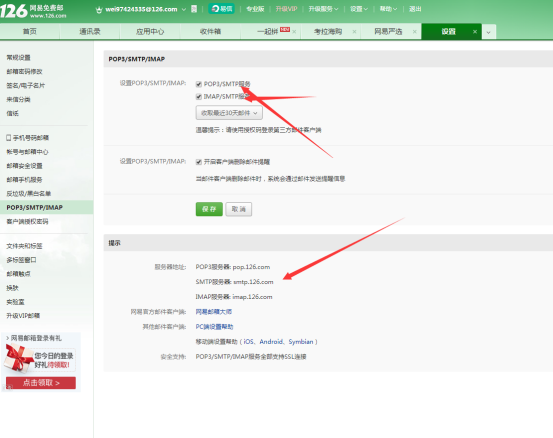 126 网易免费邮
www.126.com
wei97424335@126.com 易信 专业版 升级VIP 升级服务 设置 帮助 退出
首页 通讯录 应用中心 收件箱 一起拼 NEW × 考拉海购 × 网易严选 × 设置 ×
常规设置
邮箱密码修改
签名/电子名片
来信分类
信纸
手机号码邮箱
帐号与邮箱中心
邮箱安全设置
邮箱手机服务
反垃圾/黑白名单
POP3/SMTP/IMAP
客户端授权密码
文件夹和标签
多标签窗口
邮箱触点
换肤
实验室
升级VIP邮箱
网易邮箱登录有礼
您今日的登录
好礼待领取!
点击领取 >
POP3/SMTP/IMAP
设置POP3/SMTP/IMAP: POP3/SMTP服务
IMAP/SMTP服务
收取最近30天邮件
温馨提示：请使用授权码登录第三方邮件客户端
设置POP3/SMTP/IMAP: 开启客户端删除邮件提醒
当邮件客户端删除邮件时，系统会通过邮件发送提醒信息
保 存 取 消
提示
服务器地址: POP3服务器: pop.126.com
SMTP服务器: smtp.126.com
IMAP服务器: imap.126.com
网易官方邮件客户端: 网易邮箱大师
其他邮件客户端: PC端设置帮助
移动端设置帮助（iOS、Android、Symbian）
安全支持: POP3/SMTP/IMAP服务全部支持SSL连接